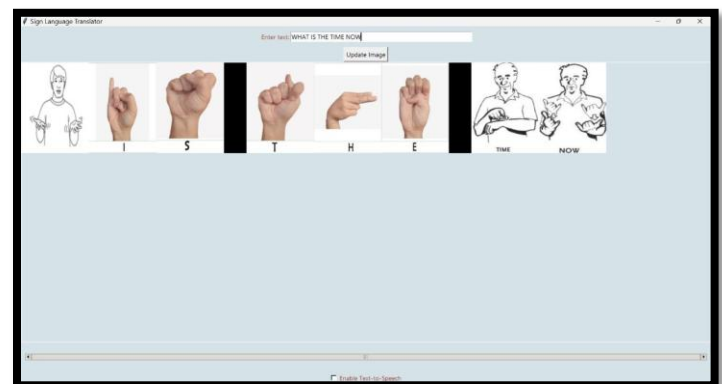 Sign Language Translator
Enter text: WHAT IS THE TIME NOW
Update Image
I S T H E TIME NOW
Enable Text-to-Speech